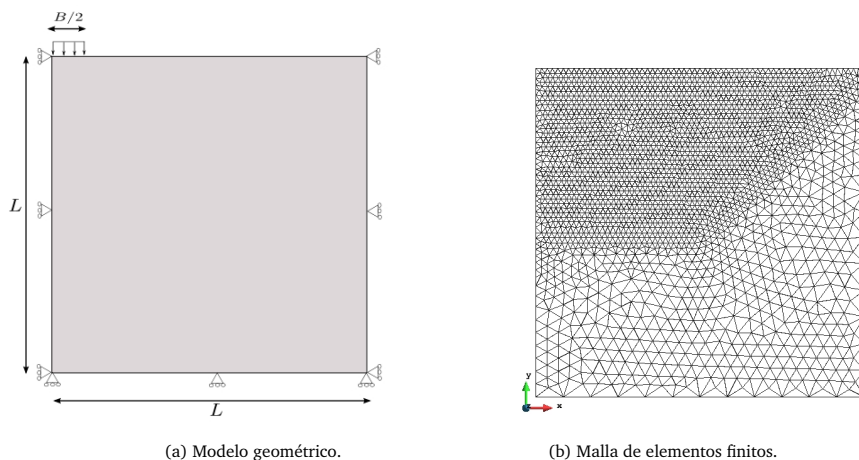 B/2
L
L
y
x
(a) Modelo geométrico.
(b) Malla de elementos finitos.